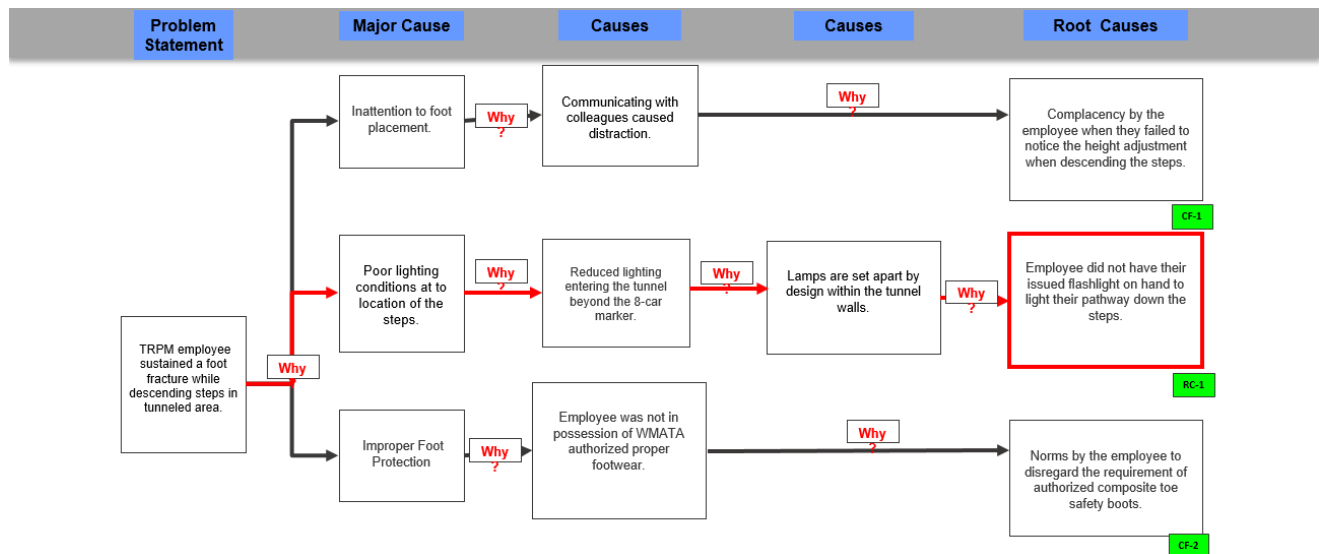 Problem
Statement
Major Cause
Causes
Causes
Root Causes
Inattention to foot
placement.
Why
?
Communicating with
colleagues caused
distraction.
Why
?
Complacency by the
employee when they failed to
notice the height adjustment
when descending the steps.
CF-1
Poor lighting
conditions at to
location of the
steps.
Why
?
Reduced lighting
entering the tunnel
beyond the 8-car
marker.
Why
?
Lamps are set apart by
design within the tunnel
walls.
Why
?
Employee did not have their
issued flashlight on hand to
light their pathway down the
steps.
RC-1
TRPM employee
sustained a foot
fracture while
descending steps in
tunneled area.
Why
Improper Foot
Protection
Why
?
Employee was not in
possession of WMATA
authorized proper
footwear.
Why
?
Norms by the employee to
disregard the requirement of
authorized composite toe
safety boots.
CF-2